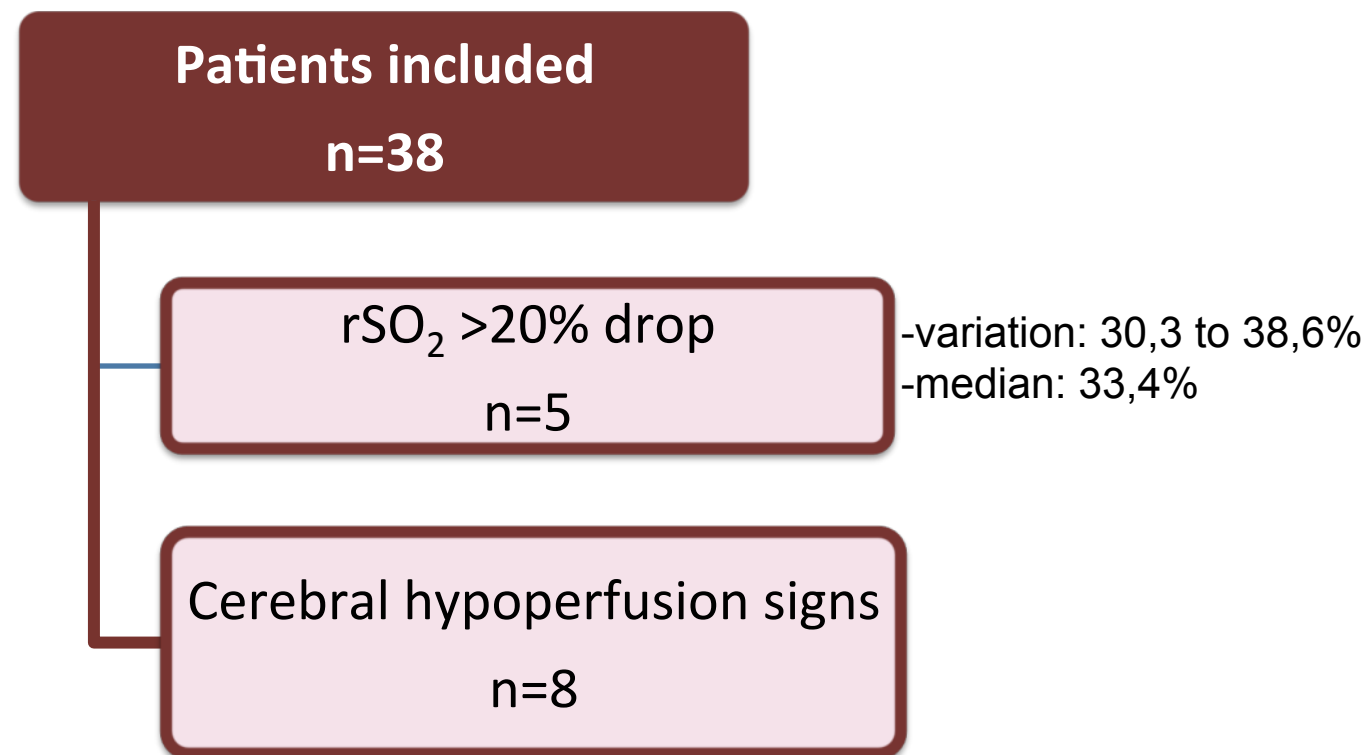 Patients included
n=38
rSO₂ >20% drop
n=5
-variation: 30,3 to 38,6%
-median: 33,4%
Cerebral hypoperfusion signs
n=8